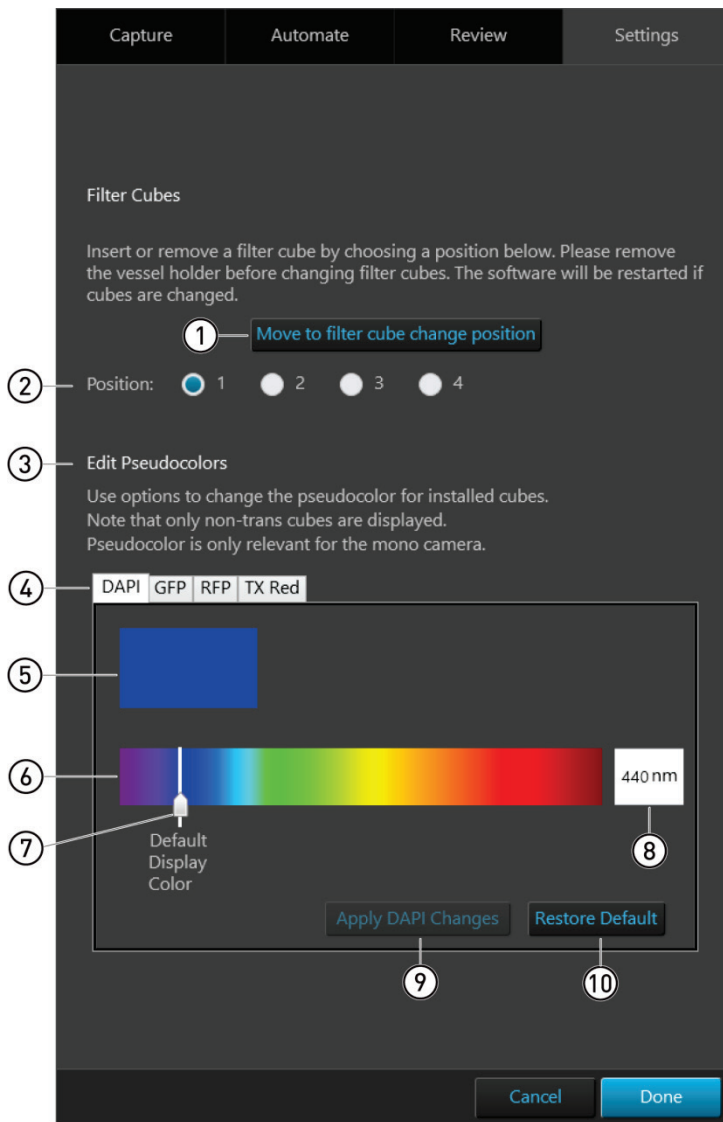 Capture Automate Review Settings
Filter Cubes
Insert or remove a filter cube by choosing a position below. Please remove
the vessel holder before changing filter cubes. The software will be restarted if
cubes are changed.
1 Move to filter cube change position
2 Position: 1 2 3 4
3 Edit Pseudocolors
Use options to change the pseudocolor for installed cubes.
Note that only non-trans cubes are displayed.
Pseudocolor is only relevant for the mono camera.
4 DAPI GFP RFP TX Red
5
6 440 nm
7 8
Default
Display
Color
Apply DAPI Changes Restore Default
9 10
Cancel Done